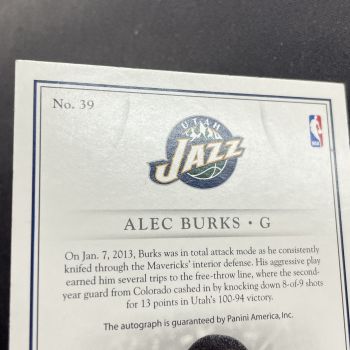 No. 39
UTAH
JAZZ
NBA
ALEC BURKS • G
On Jan. 7, 2013, Burks was in total attack mode as he consistently
knifed through the Mavericks' interior defense. His aggressive play
earned him several trips to the free-throw line, where the second-
year guard from Colorado cashed in by knocking down 8-of-9 shots
for 13 points in Utah's 100-94 victory.
The autograph is guaranteed by Panini America, Inc.